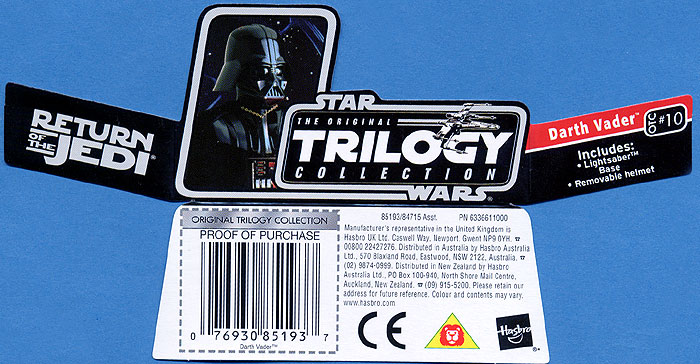 RETURN
OF THE
JEDI®
STAR
THE ORIGINAL
TRILOGY
COLLECTION
WARS®
Darth Vader™
OTC #10
Includes:
• Lightsaber™
Base
• Removable helmet
ORIGINAL TRILOGY COLLECTION
PROOF OF PURCHASE
0 76930 85193 7
Darth Vader™
85193/84715 Asst. PN 6336611000
Manufacturer's representative in the United Kingdom is
Hasbro UK Ltd. Caswell Way, Newport, Gwent NP9 0YH. ☎
00800 22427276. Distributed in Australia by Hasbro Australia
Ltd., 570 Blaxland Road, Eastwood, NSW 2122, Australia. ☎
(02) 9874-0999. Distributed in New Zealand by Hasbro
Australia Ltd., PO Box 100-940, North Shore Mail Centre,
Auckland, New Zealand. ☎ (09) 915-5200. Please retain our
address for future reference. Colour and contents may vary.
www.hasbro.com
CE
Hasbro®